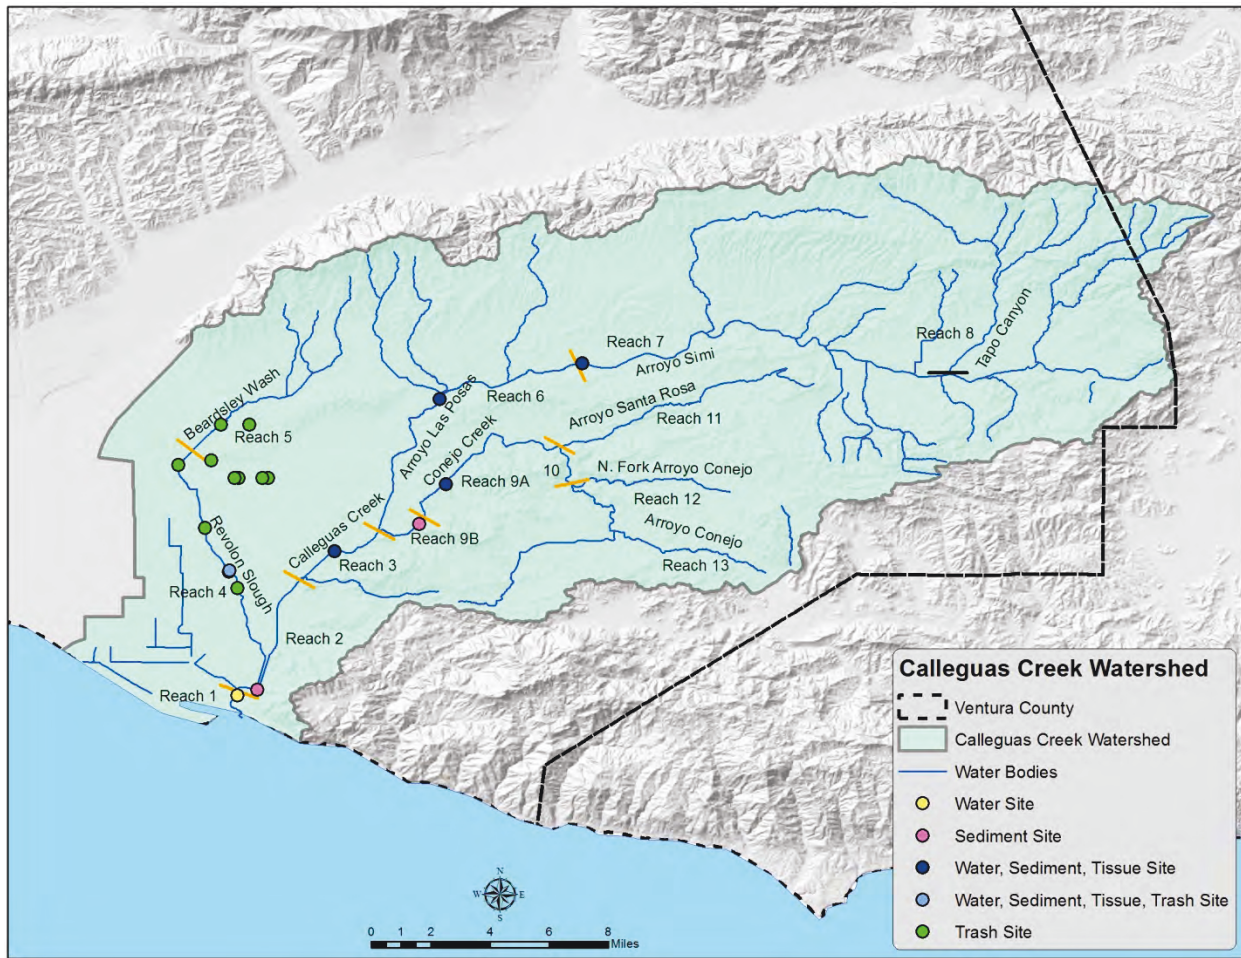 Reach 8
Tapo Canyon
Reach 7
Arroyo Simi
Beardsley Wash
Reach 6
Arroyo Las Posas
Arroyo Santa Rosa
Reach 11
Reach 5
Conejo Creek
10
N. Fork Arroyo Conejo
Reach 9A
Reach 12
Calleguas Creek
Revolon Slough
Reach 9B
Arroyo Conejo
Reach 3
Reach 13
Reach 4
Reach 2
Reach 1
Calleguas Creek Watershed
Ventura County
Calleguas Creek Watershed
Water Bodies
Water Site
Sediment Site
Water, Sediment, Tissue Site
Water, Sediment, Tissue, Trash Site
Trash Site
N
W E
S
0 1 2 4 6 8
Miles